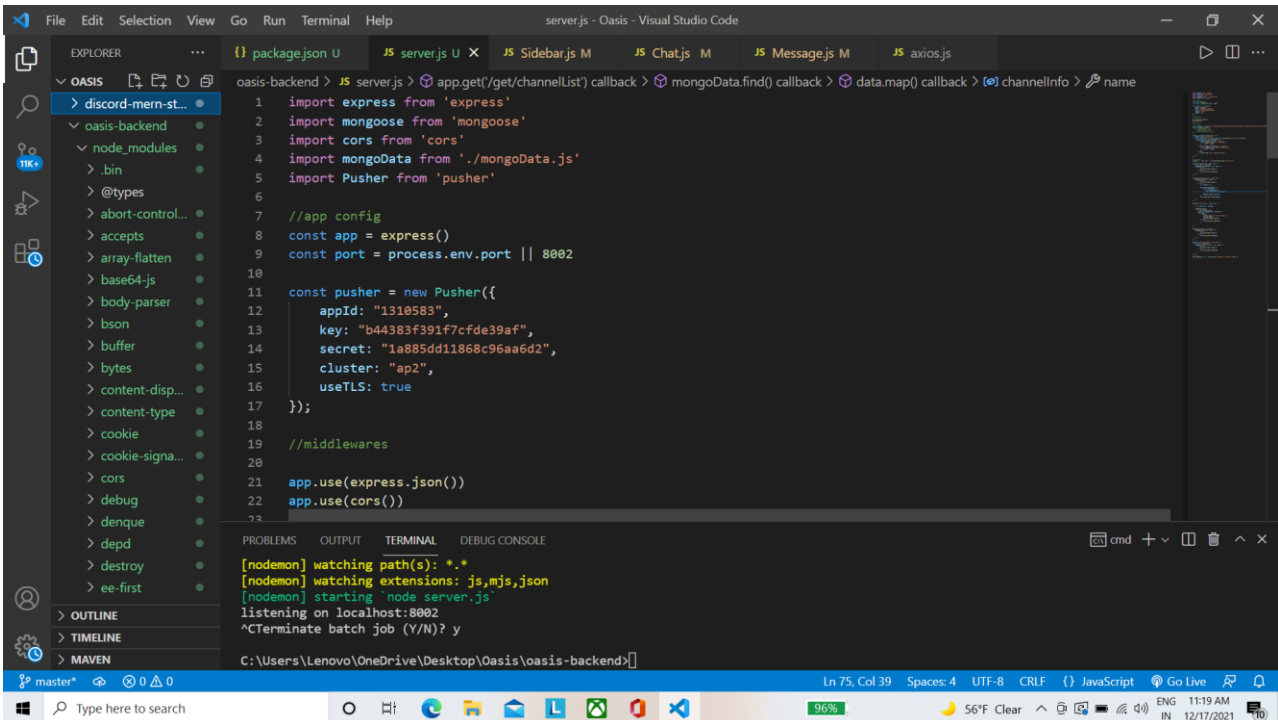 File Edit Selection View Go Run Terminal Help server.js - Oasis - Visual Studio Code
EXPLORER
{} package.json U JS server.js U JS Sidebar.js M JS Chat.js M JS Message.js M JS axios.js
OASIS
oasis-backend > JS server.js > app.get('/get/channelList') callback > mongoData.find() callback > data.map() callback > channelInfo > name
discord-mern-st...
oasis-backend
node_modules
.bin
@types
abort-control...
accepts
array-flatten
base64-js
body-parser
bson
buffer
bytes
content-disp...
content-type
cookie
cookie-signa...
cors
debug
denque
depd
destroy
ee-first
OUTLINE
TIMELINE
MAVEN
11K+
1 import express from 'express'
2 import mongoose from 'mongoose'
3 import cors from 'cors'
4 import mongoData from './mongoData.js'
5 import Pusher from 'pusher'
6
7 //app config
8 const app = express()
9 const port = process.env.port || 8002
10
11 const pusher = new Pusher({
12 appId: "1310583",
13 key: "b44383f391f7cfde39af",
14 secret: "1a885dd11868c96aa6d2",
15 cluster: "ap2",
16 useTLS: true
17 });
18
19 //middlewares
20
21 app.use(express.json())
22 app.use(cors())
23
PROBLEMS OUTPUT TERMINAL DEBUG CONSOLE cmd
[nodemon] watching path(s): *.*
[nodemon] watching extensions: js,mjs,json
[nodemon] starting `node server.js`
listening on localhost:8002
^CTerminate batch job (Y/N)? y
C:\Users\Lenovo\OneDrive\Desktop\Oasis\oasis-backend>
master* 0 0 Ln 75, Col 39 Spaces: 4 UTF-8 CRLF {} JavaScript Go Live
Type here to search 96% 56°F Clear ENG IN 11:19 AM 12/17/2021 10